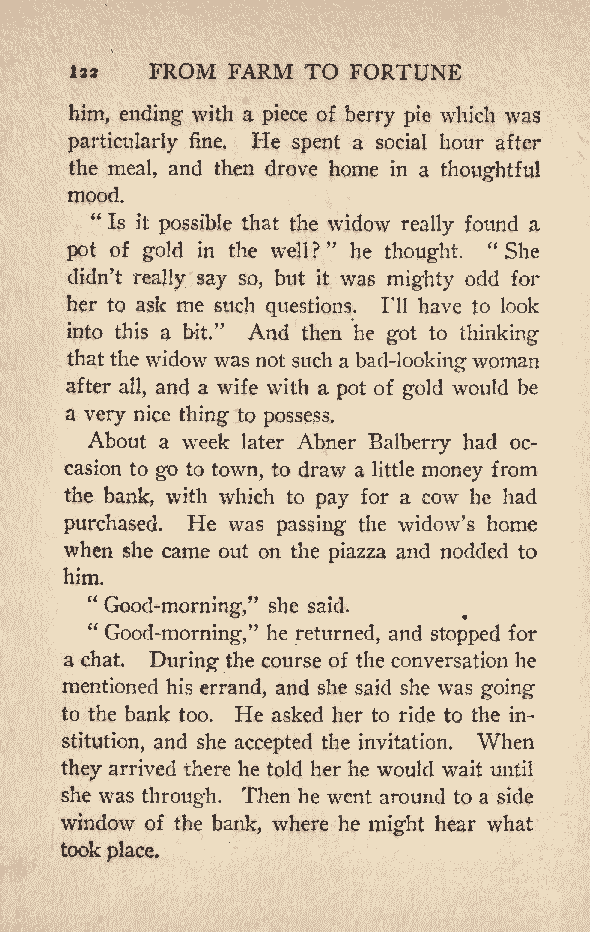 122 FROM FARM TO FORTUNE
him, ending with a piece of berry pie which was
particularly fine. He spent a social hour after
the meal, and then drove home in a thoughtful
mood.
“ Is it possible that the widow really found a
pot of gold in the well? ” he thought. “ She
didn’t really say so, but it was mighty odd for
her to ask me such questions. I’ll have to look
into this a bit.” And then he got to thinking
that the widow was not such a bad-looking woman
after all, and a wife with a pot of gold would be
a very nice thing to possess.
About a week later Abner Balberry had oc-
casion to go to town, to draw a little money from
the bank, with which to pay for a cow he had
purchased. He was passing the widow’s home
when she came out on the piazza and nodded to
him.
“ Good-morning,” she said.
“ Good-morning,” he returned, and stopped for
a chat. During the course of the conversation he
mentioned his errand, and she said she was going
to the bank too. He asked her to ride to the in-
stitution, and she accepted the invitation. When
they arrived there he told her he would wait until
she was through. Then he went around to a side
window of the bank, where he might hear what
took place.